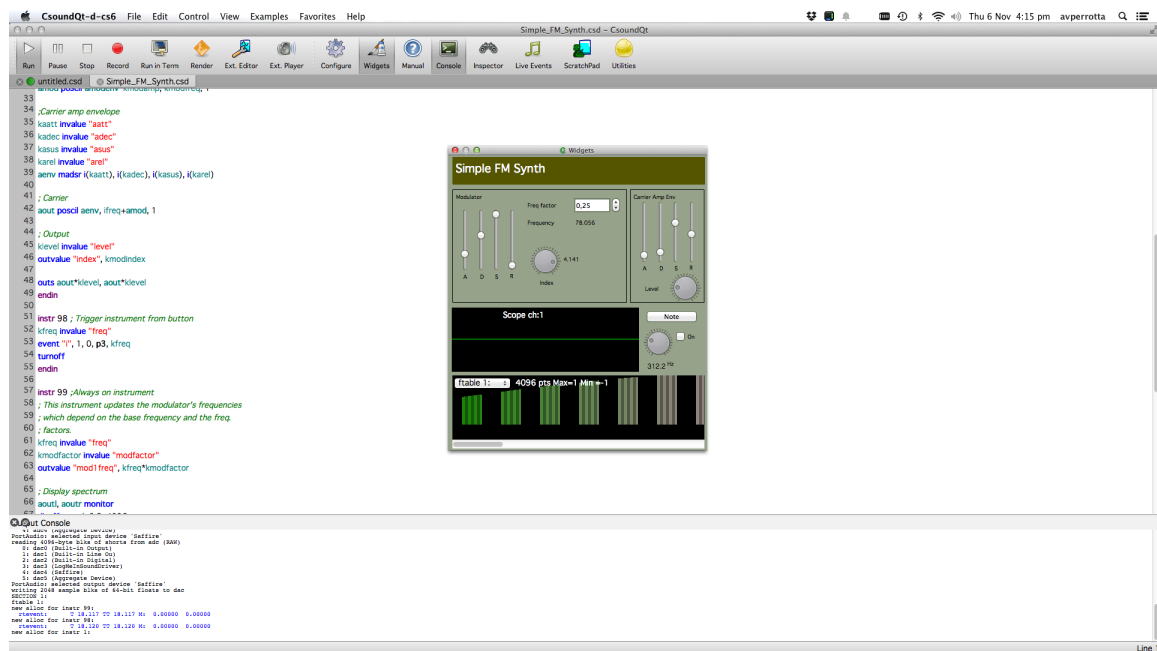 CsoundQt-d-cs6 File Edit Control View Examples Favorites Help
Thu 6 Nov 4:15 pm avperrotta
Simple_FM_Synth.csd - CsoundQt
Run Pause Stop Record Run in Term Render Ext. Editor Ext. Player Configure Widgets Manual Console Inspector Live Events ScratchPad Utilities
untitled.csd Simple_FM_Synth.csd
33
34 ;Carrier amp envelope
35 kaatt invalue "aatt"
36 kadec invalue "adec"
37 kasus invalue "asus"
38 karel invalue "arel"
39 aenv madsr i(kaatt), i(kadec), i(kasus), i(karel)
40
41 ; Carrier
42 aout poscil aenv, ifreq+amod, 1
43
44 ; Output
45 klevel invalue "level"
46 outvalue "index", kmodindex
47
48 outs aout*klevel, aout*klevel
49 endin
50
51 instr 98 ; Trigger instrument from button
52 kfreq invalue "freq"
53 event "i", 1, 0, p3, kfreq
54 turnoff
55 endin
56
57 instr 99 ;Always on instrument
58 ; This instrument updates the modulator's frequencies
59 ; which depend on the base frequency and the freq.
60 ; factors.
61 kfreq invalue "freq"
62 kmodfactor invalue "modfactor"
63 outvalue "mod1freq", kfreq*kmodfactor
64
65 ; Display spectrum
66 aoutl, aoutr monitor
Widgets
Simple FM Synth
Modulator
Freq factor 0,25
Frequency 78.056
4,141
Index
A D S R
Carrier Amp Env
A D S R
Level
Scope ch:1
Note
On
312.2 Hz
ftable 1: 4096 pts Max=1 Min =-1
Output Console
4: adc4 (Aggregate Device)
PortAudio: selected input device 'Saffire'
reading 4096-byte blks of shorts from adc (RAW)
0: dac0 (Built-in Output)
1: dac1 (Built-in Line Ou)
2: dac2 (Built-in Digital)
3: dac3 (LogMeInSoundDriver)
4: dac4 (Saffire)
5: dac5 (Aggregate Device)
PortAudio: selected output device 'Saffire'
writing 2048 sample blks of 64-bit floats to dac
SECTION 1:
ftable 1:
new alloc for instr 99:
rtevent: T 18.117 TT 18.117 M: 0.00000 0.00000
new alloc for instr 98:
rtevent: T 18.120 TT 18.120 M: 0.00000 0.00000
new alloc for instr 1:
Line